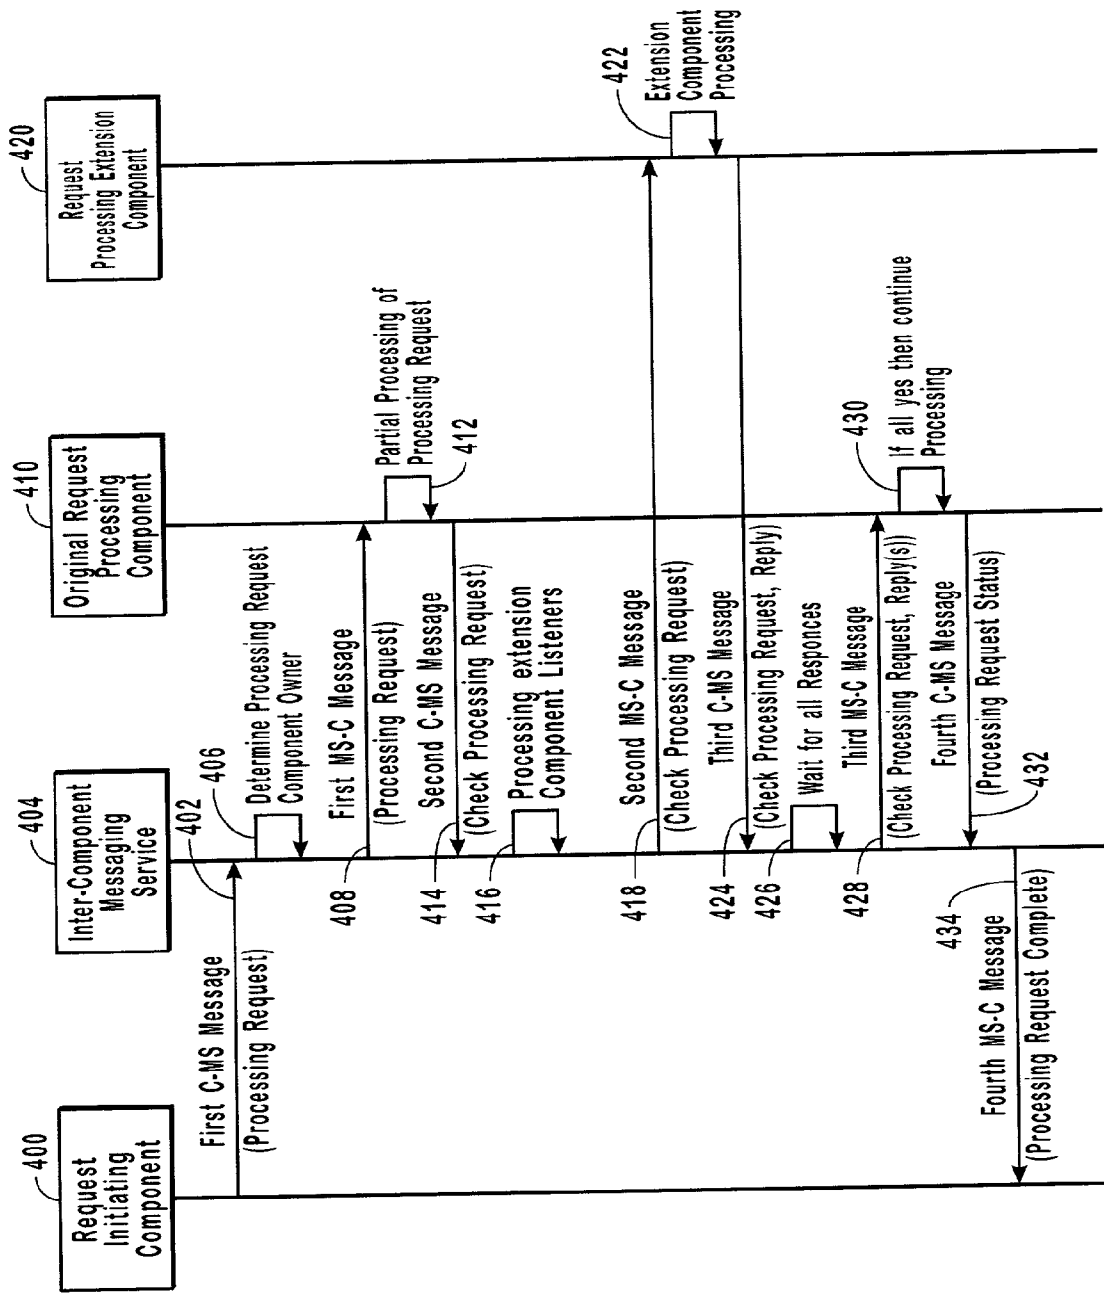 400
Request
Initiating
Component
404
Inter-Component
Messaging
Service
410
Original Request
Processing
Component
420
Request
Processing Extension
Component
First C-MS Message
(Processing Request)
402
406
Determine Processing Request
Component Owner
First MS-C Message
(Processing Request)
408
Partial Processing of
Processing Request
412
Second C-MS Message
(Check Processing Request)
414
416
Processing extension
Component Listeners
Second MS-C Message
(Check Processing Request)
418
422
Extension
Component
Processing
Third C-MS Message
(Check Processing Request, Reply)
424
426
Wait for all Responces
Third MS-C Message
(Check Processing Request, Reply(s))
428
430
If all yes then continue
Processing
Fourth C-MS Message
(Processing Request Status)
432
434
Fourth MS-C Message
(Processing Request Complete)